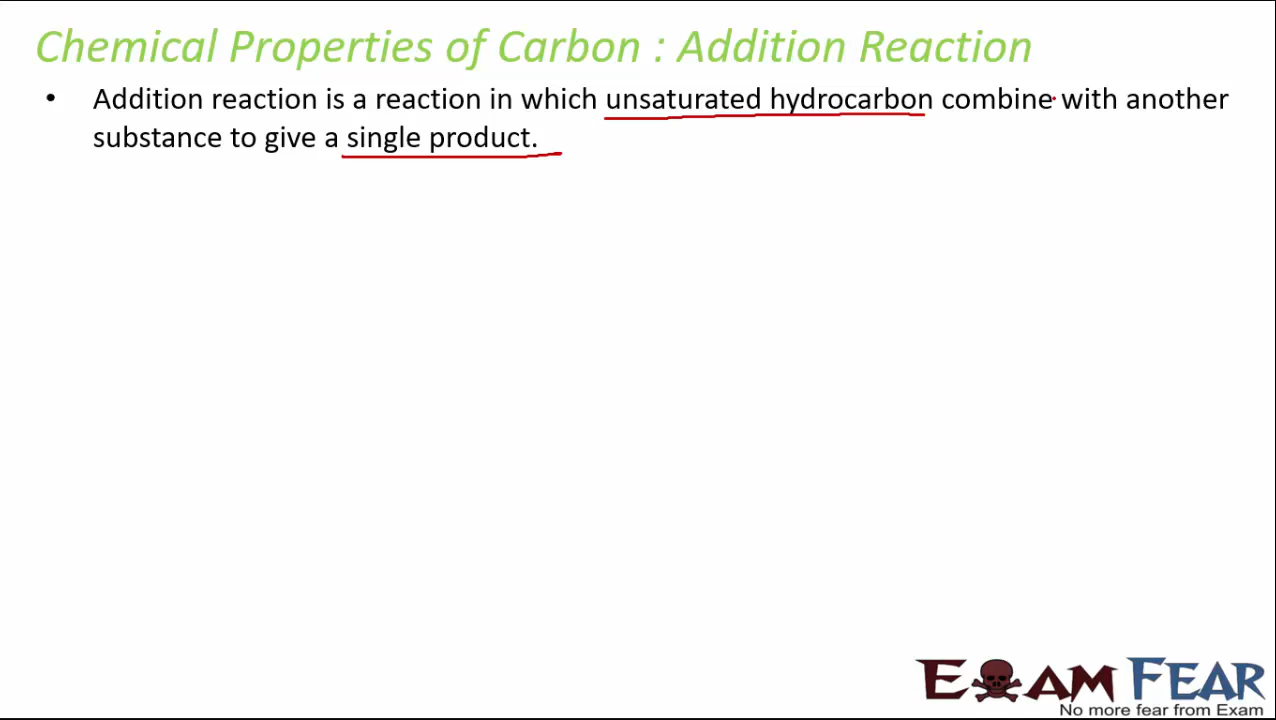 Chemical Properties of Carbon : Addition Reaction
• Addition reaction is a reaction in which unsaturated hydrocarbon combine with another
substance to give a single product.
EXAM FEAR
No more fear from Exam